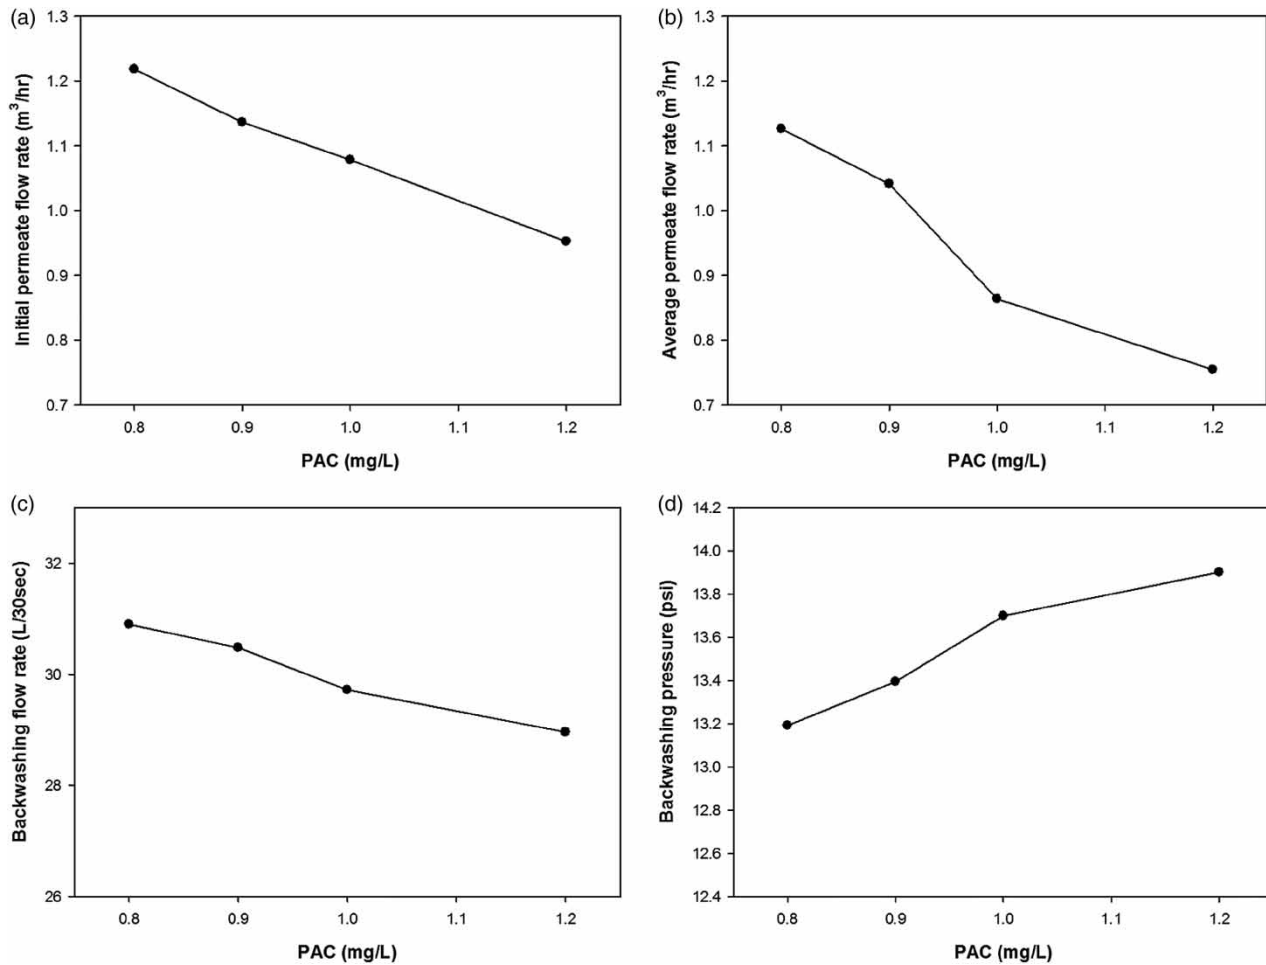 (a)
Initial permeate flow rate (m³/hr)
1.3
1.2
1.1
1.0
0.9
0.8
0.7
0.8 0.9 1.0 1.1 1.2
PAC (mg/L)
(b)
Average permeate flow rate (m³/hr)
1.3
1.2
1.1
1.0
0.9
0.8
0.7
0.8 0.9 1.0 1.1 1.2
PAC (mg/L)
(c)
Backwashing flow rate (L/30sec)
32
30
28
26
0.8 0.9 1.0 1.1 1.2
PAC (mg/L)
(d)
Backwashing pressure (psi)
14.2
14.0
13.8
13.6
13.4
13.2
13.0
12.8
12.6
12.4
0.8 0.9 1.0 1.1 1.2
PAC (mg/L)